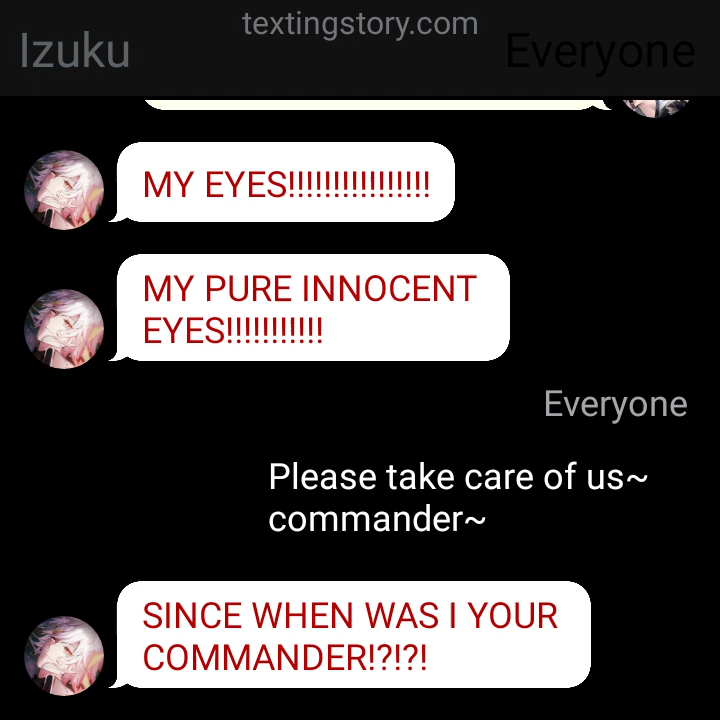 textingstory.com
Izuku
Everyone
MY EYES!!!!!!!!!!!!!!!!
MY PURE INNOCENT
EYES!!!!!!!!!!!
Everyone
Please take care of us~
commander~
SINCE WHEN WAS I YOUR
COMMANDER!?!?!